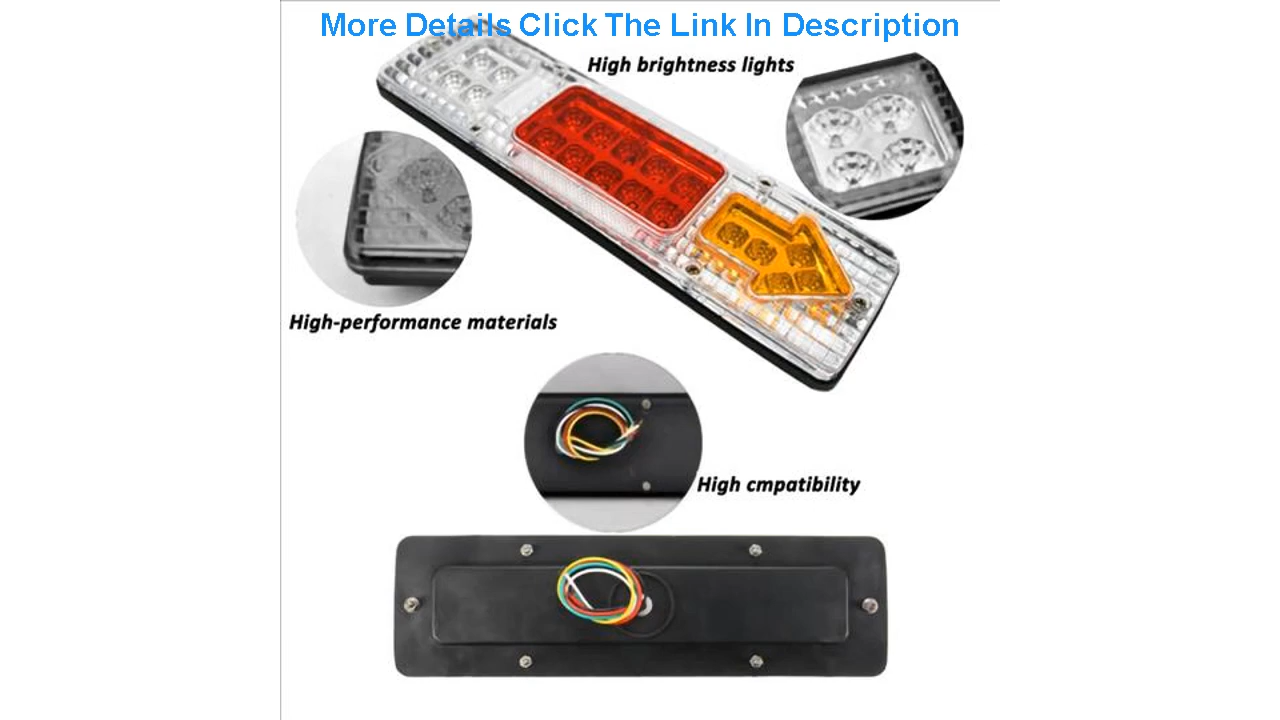 More Details Click The Link In Description
High brightness lights
High-performance materials
High cmpatibility